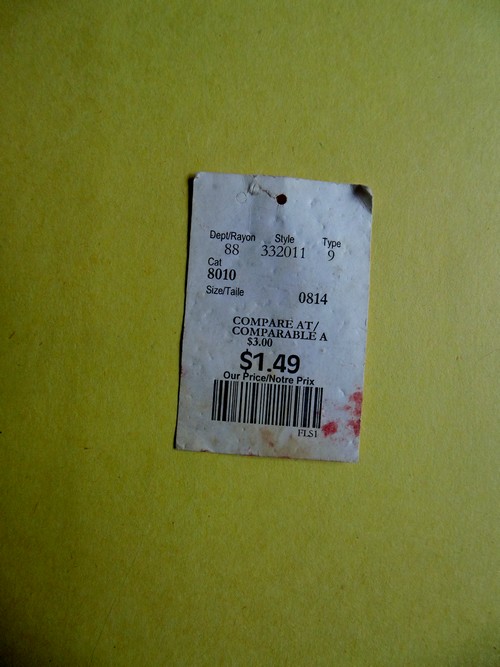 Dept/Rayon Style Type
88 332011 9
Cat
8010
Size/Taile
0814
COMPARE AT/
COMPARABLE A
$3.00
$1.49
Our Price/Notre Prix
FLS1